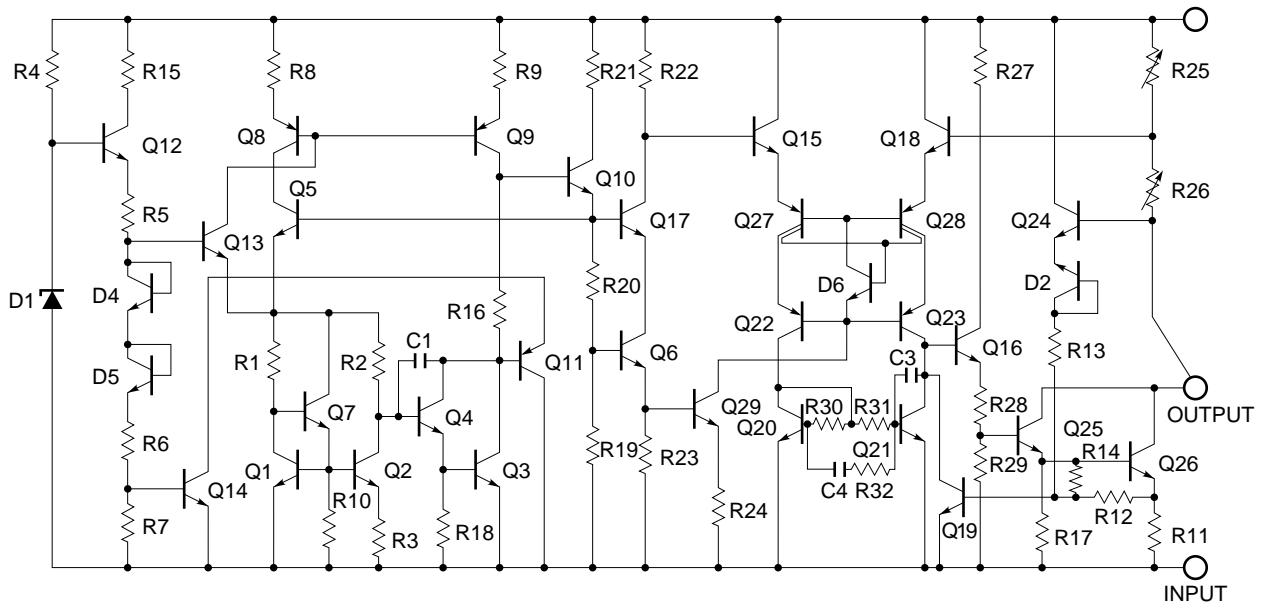 R4
R15
R8
R9
R21
R22
R27
R25
Q12
Q8
Q9
Q15
Q18
Q10
R26
R5
Q5
Q17
Q27
Q28
Q24
Q13
D4
D6
D2
D1
R20
R16
Q22
Q23
C1
R1
R2
Q11
Q6
C3
Q16
R13
D5
Q7
Q4
Q29
R30
R31
R28
OUTPUT
Q20
Q21
Q25
R6
R14
Q1
Q2
Q3
R19
R23
R29
Q26
Q14
R10
C4
R32
R24
R12
R7
R3
R18
Q19
R17
R11
INPUT